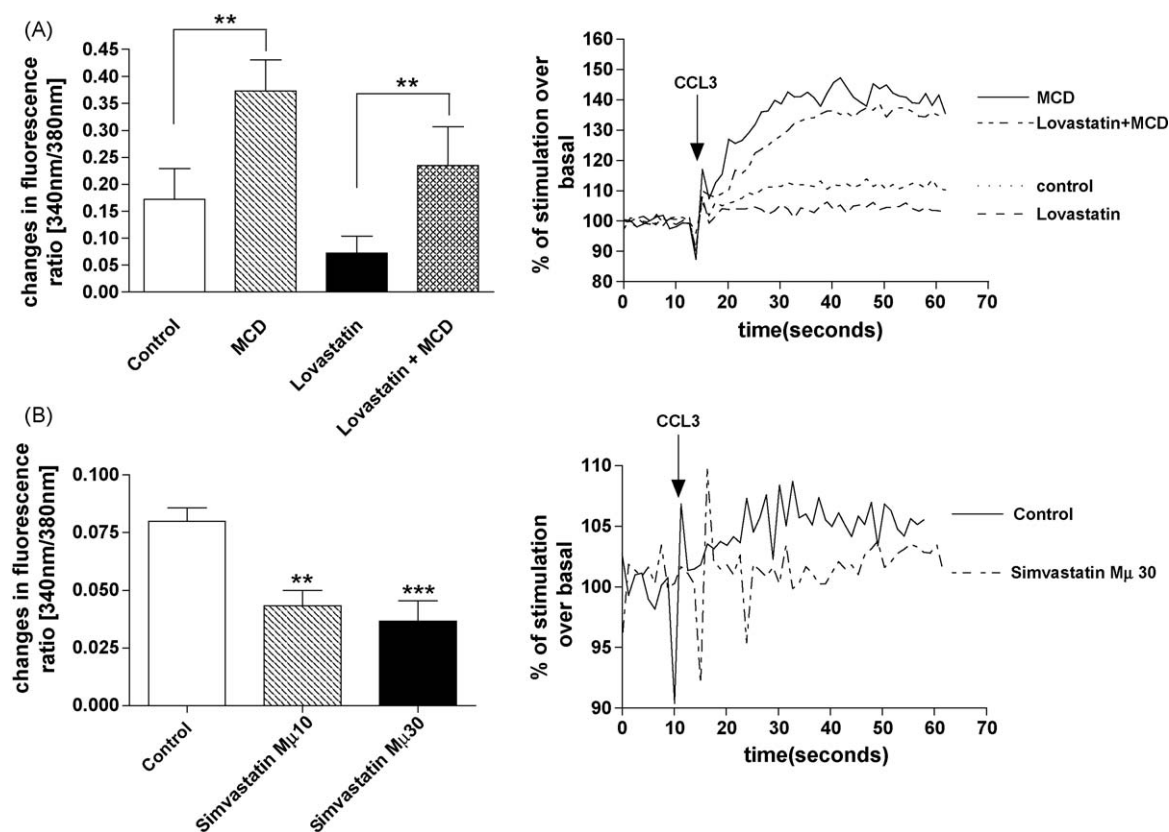 (A)
changes in fluorescence
ratio [340nm/380nm]
0.45
0.40
0.35
0.30
0.25
0.20
0.15
0.10
0.05
0.00
**
**
Control
MCD
Lovastatin
Lovastatin + MCD
% of stimulation over
basal
160
150
140
130
120
110
100
90
80
CCL3
MCD
Lovastatin+MCD
control
Lovastatin
0 10 20 30 40 50 60 70
time(seconds)
(B)
changes in fluorescence
ratio [340nm/380nm]
0.100
0.075
0.050
0.025
0.000
**
***
Control
Simvastatin Mμ10
Simvastatin Mμ30
% of stimulation
over basal
110
105
100
95
90
CCL3
Control
Simvastatin Mμ 30
0 10 20 30 40 50 60 70
time(seconds)